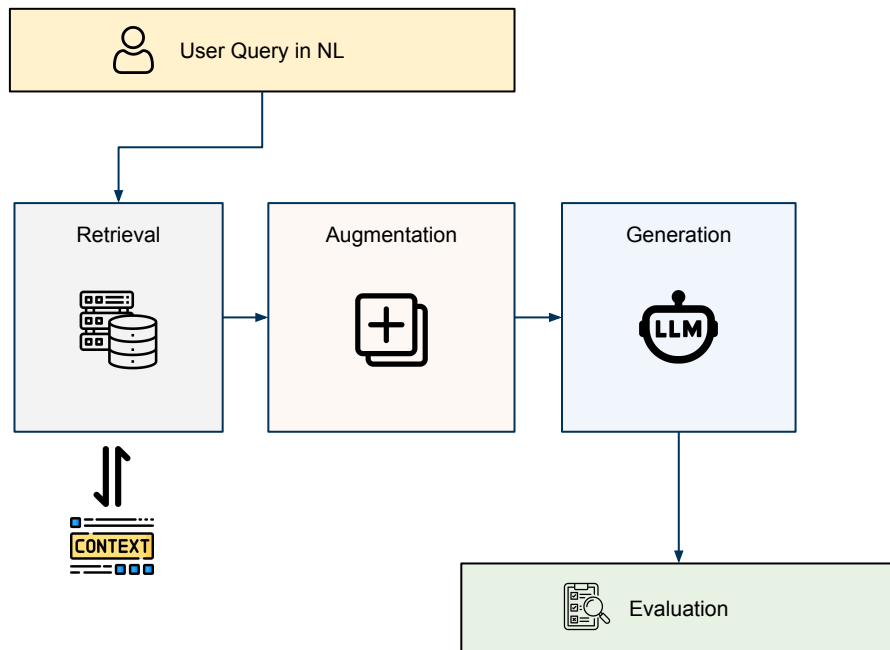 User Query in NL
Retrieval
Augmentation
Generation
LLM
CONTEXT
Evaluation